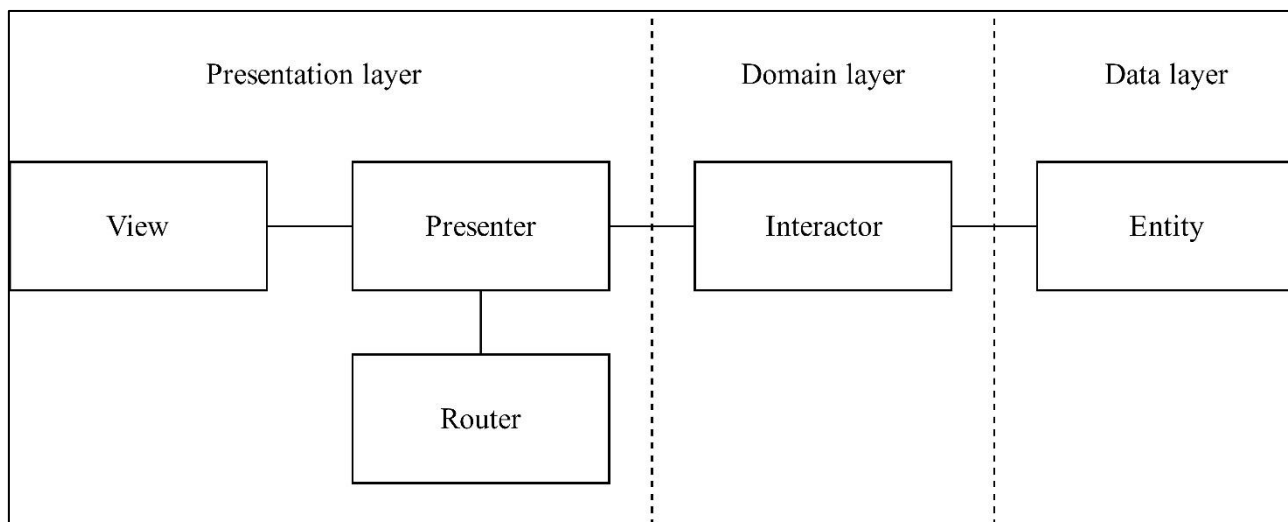 Presentation layer
Domain layer
Data layer
View
Presenter
Interactor
Entity
Router